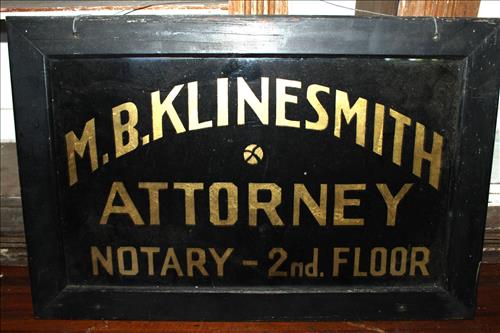 M.B. KLINESMITH
ATTORNEY
NOTARY - 2nd. FLOOR